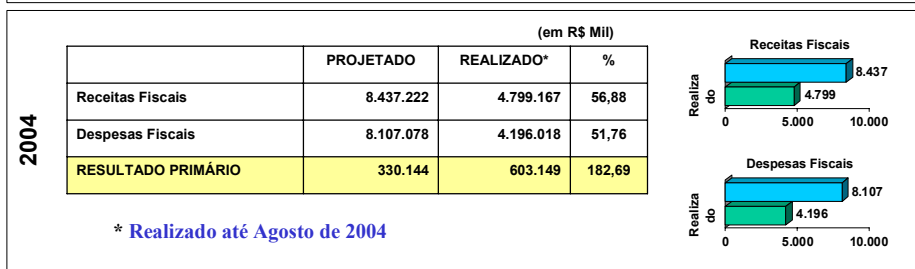 (em R$ Mil)
PROJETADO REALIZADO* %
Receitas Fiscais 8.437.222 4.799.167 56,88
Despesas Fiscais 8.107.078 4.196.018 51,76
RESULTADO PRIMÁRIO 330.144 603.149 182,69
2004
* Realizado até Agosto de 2004
Receitas Fiscais
8.437
4.799
Realiza
do
0 5.000 10.000
Despesas Fiscais
8.107
4.196
Realiza
do
0 5.000 10.000